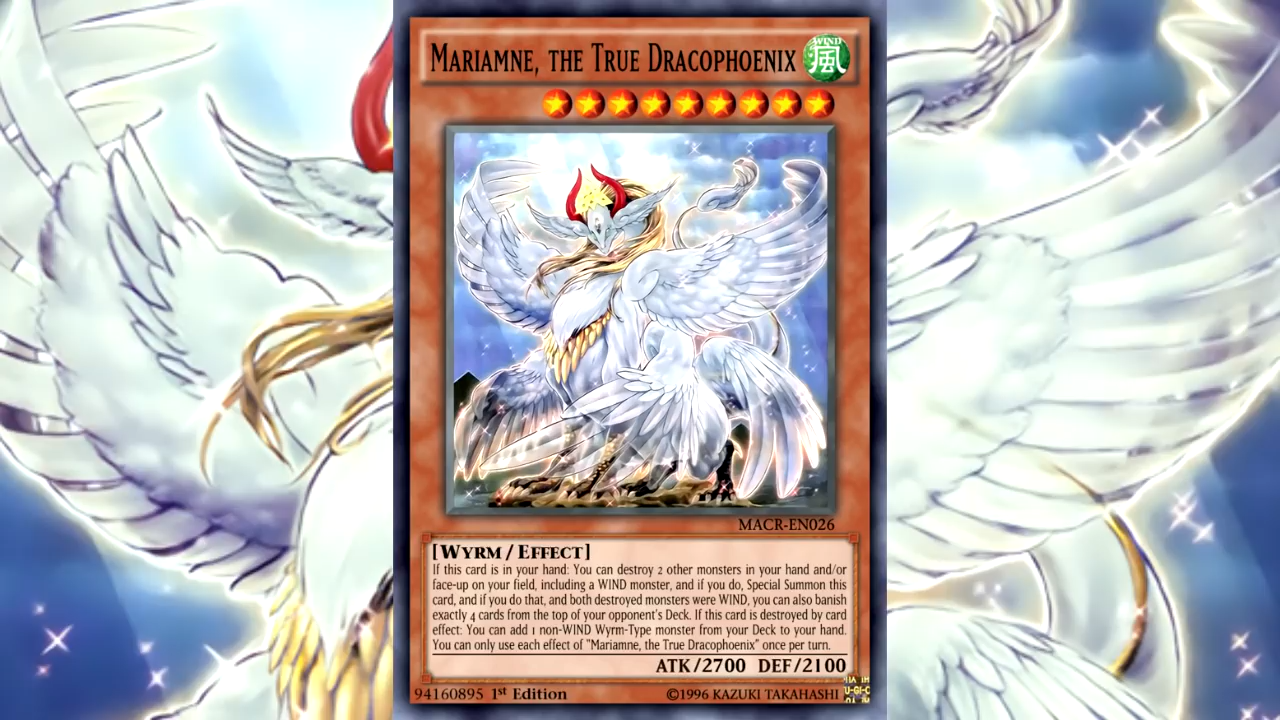 MARIAMNE, THE TRUE DRACOPHOENIX
WIND
風
MACR-EN026
[WYRM / EFFECT]
If this card is in your hand: You can destroy 2 other monsters in your hand and/or
face-up on your field, including a WIND monster, and if you do, Special Summon this
card, and if you do that, and both destroyed monsters were WIND, you can also banish
exactly 4 cards from the top of your opponent's Deck. If this card is destroyed by card
effect: You can add 1 non-WIND Wyrm-Type monster from your Deck to your hand.
You can only use each effect of "Mariamne, the True Dracophoenix" once per turn.
ATK/2700 DEF/2100
94160895 1st Edition
©1996 KAZUKI TAKAHASHI